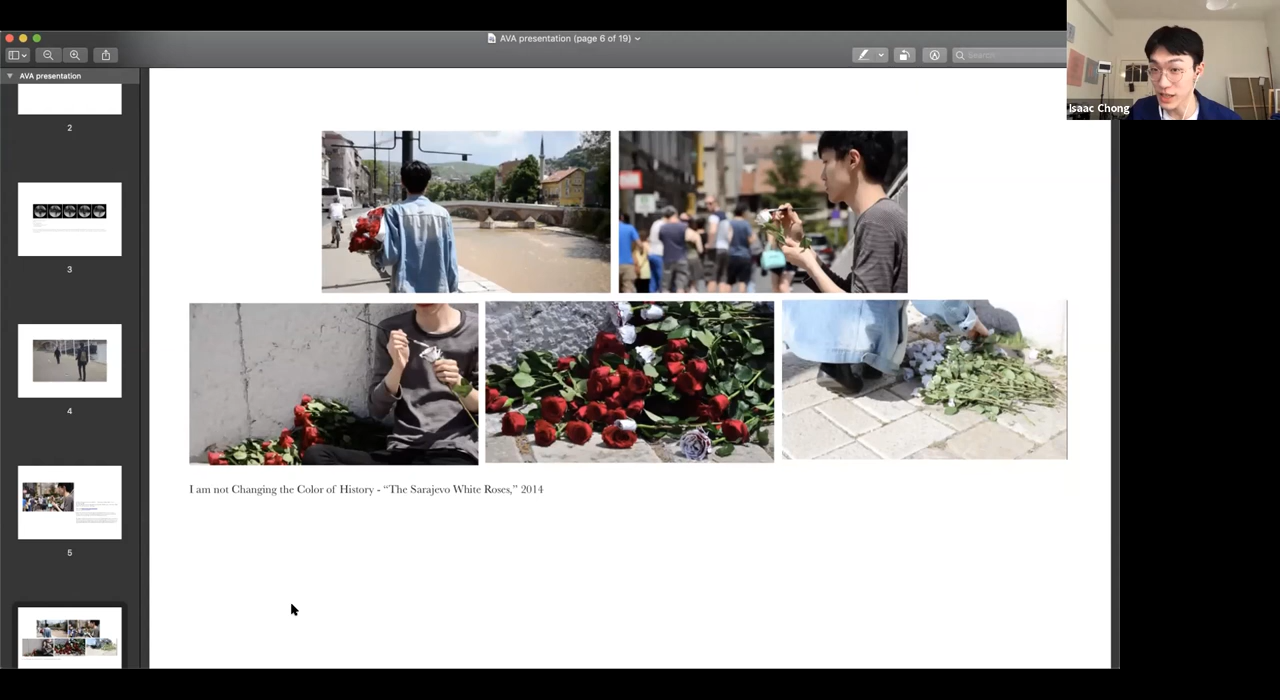 AVA presentation (page 6 of 19)
Search
AVA presentation
2
3
4
5
Isaac Chong
I am not Changing the Color of History - “The Sarajevo White Roses,” 2014